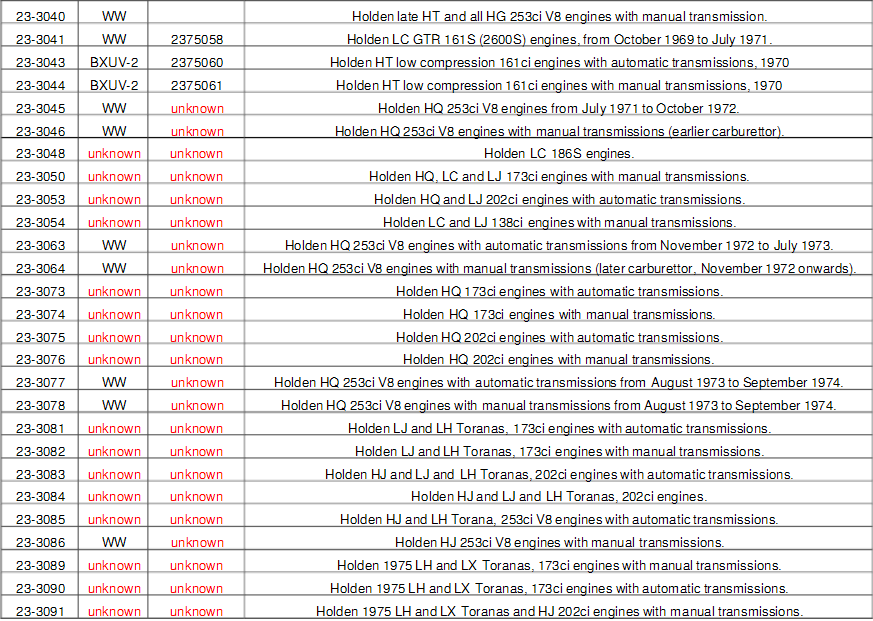 23-3040 WW Holden late HT and all HG 253ci V8 engines with manual transmission.
23-3041 WW 2375058 Holden LC GTR 161S (2600S) engines, from October 1969 to July 1971.
23-3043 BXUV-2 2375060 Holden HT low compression 161ci engines with automatic transmissions, 1970
23-3044 BXUV-2 2375061 Holden HT low compression 161ci engines with manual transmissions, 1970
23-3045 WW unknown Holden HQ 253ci V8 engines from July 1971 to October 1972.
23-3046 WW unknown Holden HQ 253ci V8 engines with manual transmissions (earlier carburettor).
23-3048 unknown unknown Holden LC 186S engines.
23-3050 unknown unknown Holden HQ, LC and LJ 173ci engines with manual transmissions.
23-3053 unknown unknown Holden HQ and LJ 202ci engines with automatic transmissions.
23-3054 unknown unknown Holden LC and LJ 138ci engines with manual transmissions.
23-3063 WW unknown Holden HQ 253ci V8 engines with automatic transmissions from November 1972 to July 1973.
23-3064 WW unknown Holden HQ 253ci V8 engines with manual transmissions (later carburettor, November 1972 onwards).
23-3073 unknown unknown Holden HQ 173ci engines with automatic transmissions.
23-3074 unknown unknown Holden HQ 173ci engines with manual transmissions.
23-3075 unknown unknown Holden HQ 202ci engines with automatic transmissions.
23-3076 unknown unknown Holden HQ 202ci engines with manual transmissions.
23-3077 WW unknown Holden HQ 253ci V8 engines with automatic transmissions from August 1973 to September 1974.
23-3078 WW unknown Holden HQ 253ci V8 engines with manual transmissions from August 1973 to September 1974.
23-3081 unknown unknown Holden LJ and LH Toranas, 173ci engines with automatic transmissions.
23-3082 unknown unknown Holden LJ and LH Toranas, 173ci engines with manual transmissions.
23-3083 unknown unknown Holden HJ and LJ and LH Toranas, 202ci engines with automatic transmissions.
23-3084 unknown unknown Holden HJ and LJ and LH Toranas, 202ci engines.
23-3085 unknown unknown Holden HJ and LH Torana, 253ci V8 engines with automatic transmissions.
23-3086 WW unknown Holden HJ 253ci V8 engines with manual transmissions.
23-3089 unknown unknown Holden 1975 LH and LX Toranas, 173ci engines with manual transmissions.
23-3090 unknown unknown Holden 1975 LH and LX Toranas, 173ci engines with automatic transmissions.
23-3091 unknown unknown Holden 1975 LH and LX Toranas and HJ 202ci engines with manual transmissions.